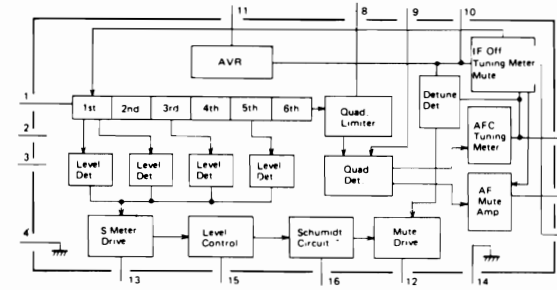 11
8
9
10
AVR
IF Off
Tuning Meter
Mute
1
1st 2nd 3rd 4th 5th 6th
Quad.
Limiter
Detune
Det
2
AFC
Tuning
Meter
3
Level
Det
Level
Det
Level
Det
Level
Det
Quad
Det.
AF
Mute
Amp
4
S Meter
Drive
Level
Control
Schumidt
Circuit
Mute
Drive
13
15
16
12
14